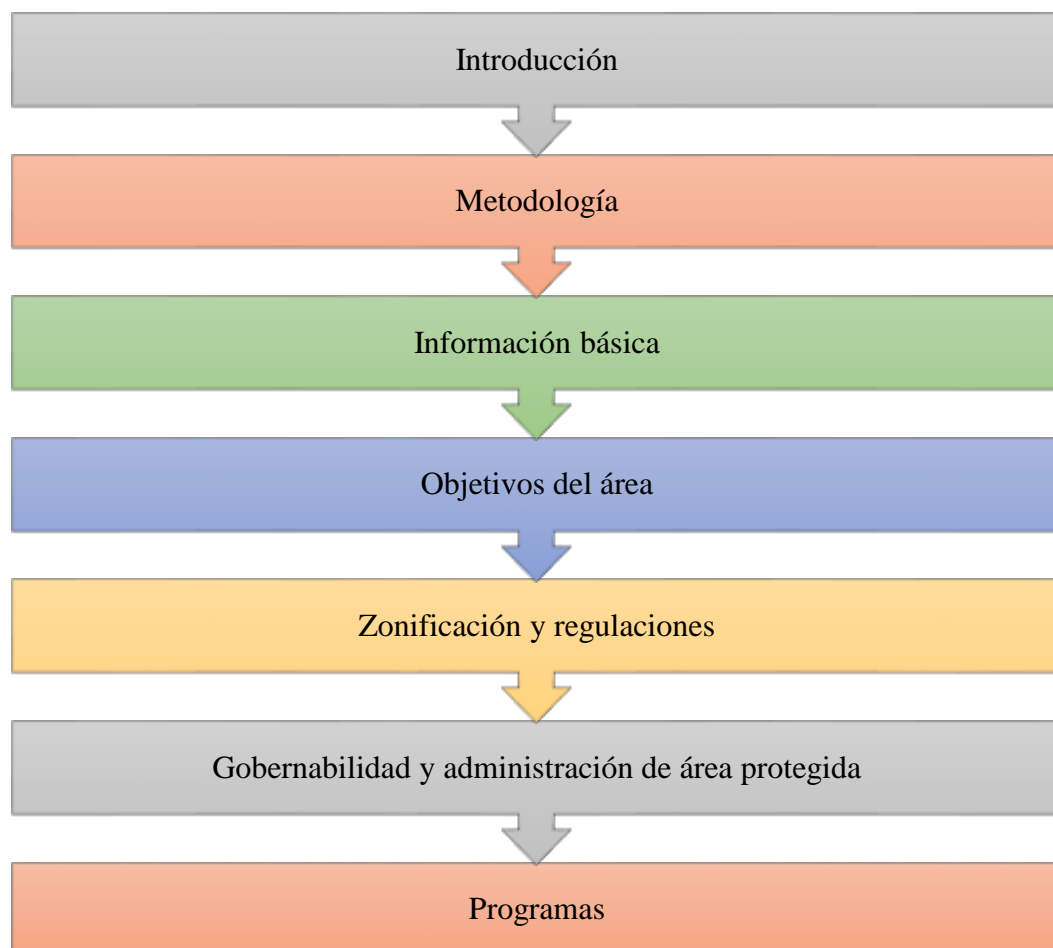 Introducción
Metodología
Información básica
Objetivos del área
Zonificación y regulaciones
Gobernabilidad y administración de área protegida
Programas